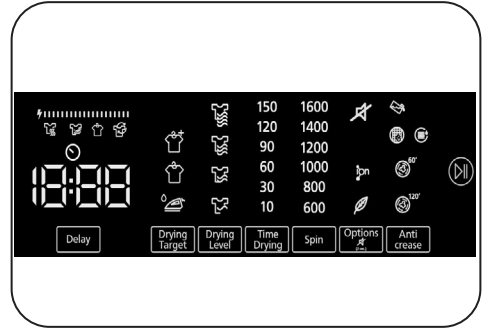 150 1600
120 1400
90 1200
60 1000
30 800
10 600
60'
120'
18:88
Delay
Drying Target
Drying Level
Time Drying
Spin
Options
Anti crease